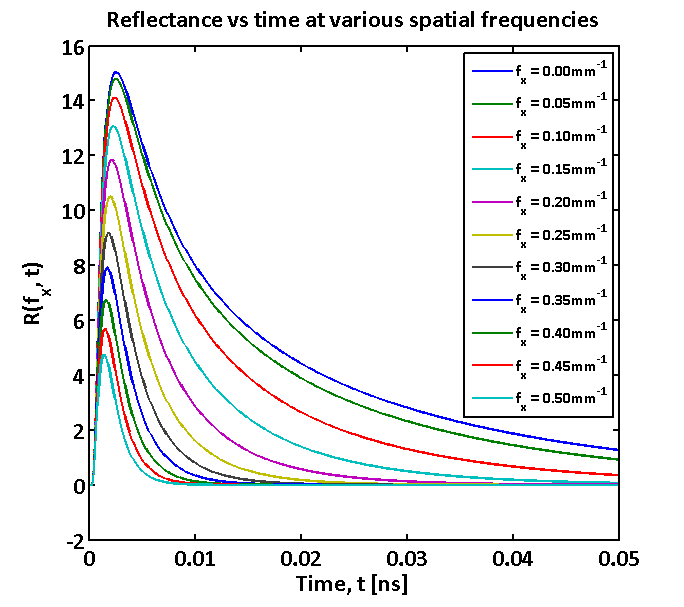 Reflectance vs time at various spatial frequencies
R(fx, t)
16
14
12
10
8
6
4
2
0
-2
fx = 0.00mm-1
fx = 0.05mm-1
fx = 0.10mm-1
fx = 0.15mm-1
fx = 0.20mm-1
fx = 0.25mm-1
fx = 0.30mm-1
fx = 0.35mm-1
fx = 0.40mm-1
fx = 0.45mm-1
fx = 0.50mm-1
0 0.01 0.02 0.03 0.04 0.05
Time, t [ns]